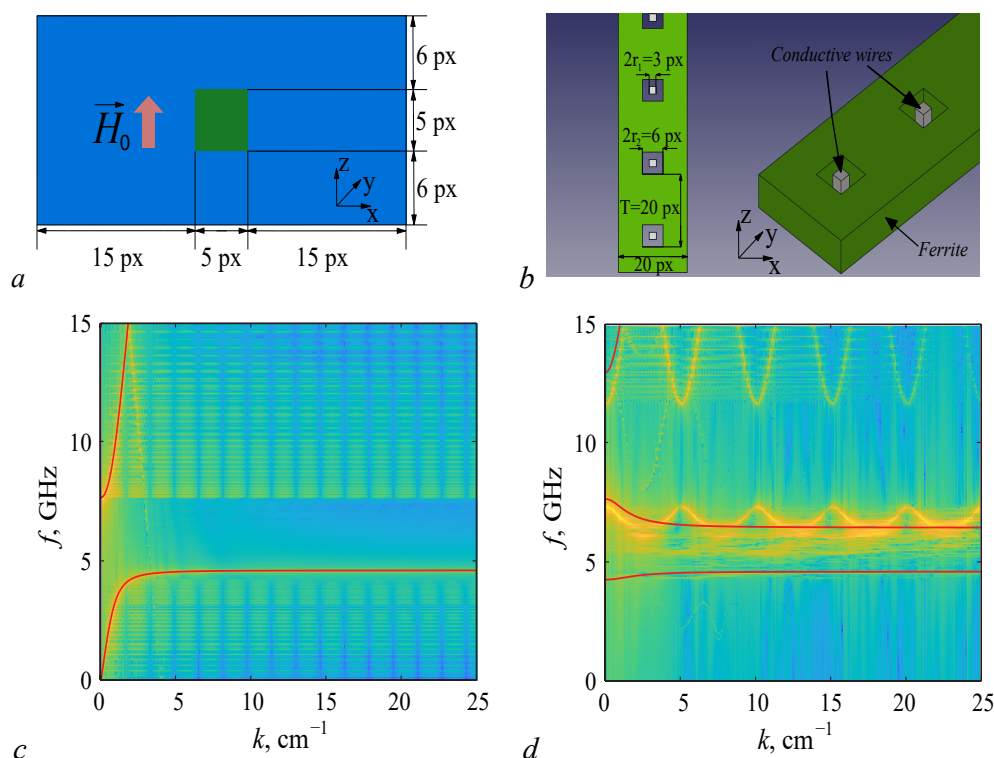 H⃗₀
6 px
5 px
6 px
z
y
x
15 px
5 px
15 px
a
2r₁=3 px
2r₂=6 px
T=20 px
20 px
Conductive wires
Ferrite
z
y
x
b
15
10
5
0
f, GHz
0
5
10
15
20
25
k, cm⁻¹
c
15
10
5
0
f, GHz
0
5
10
15
20
25
k, cm⁻¹
d